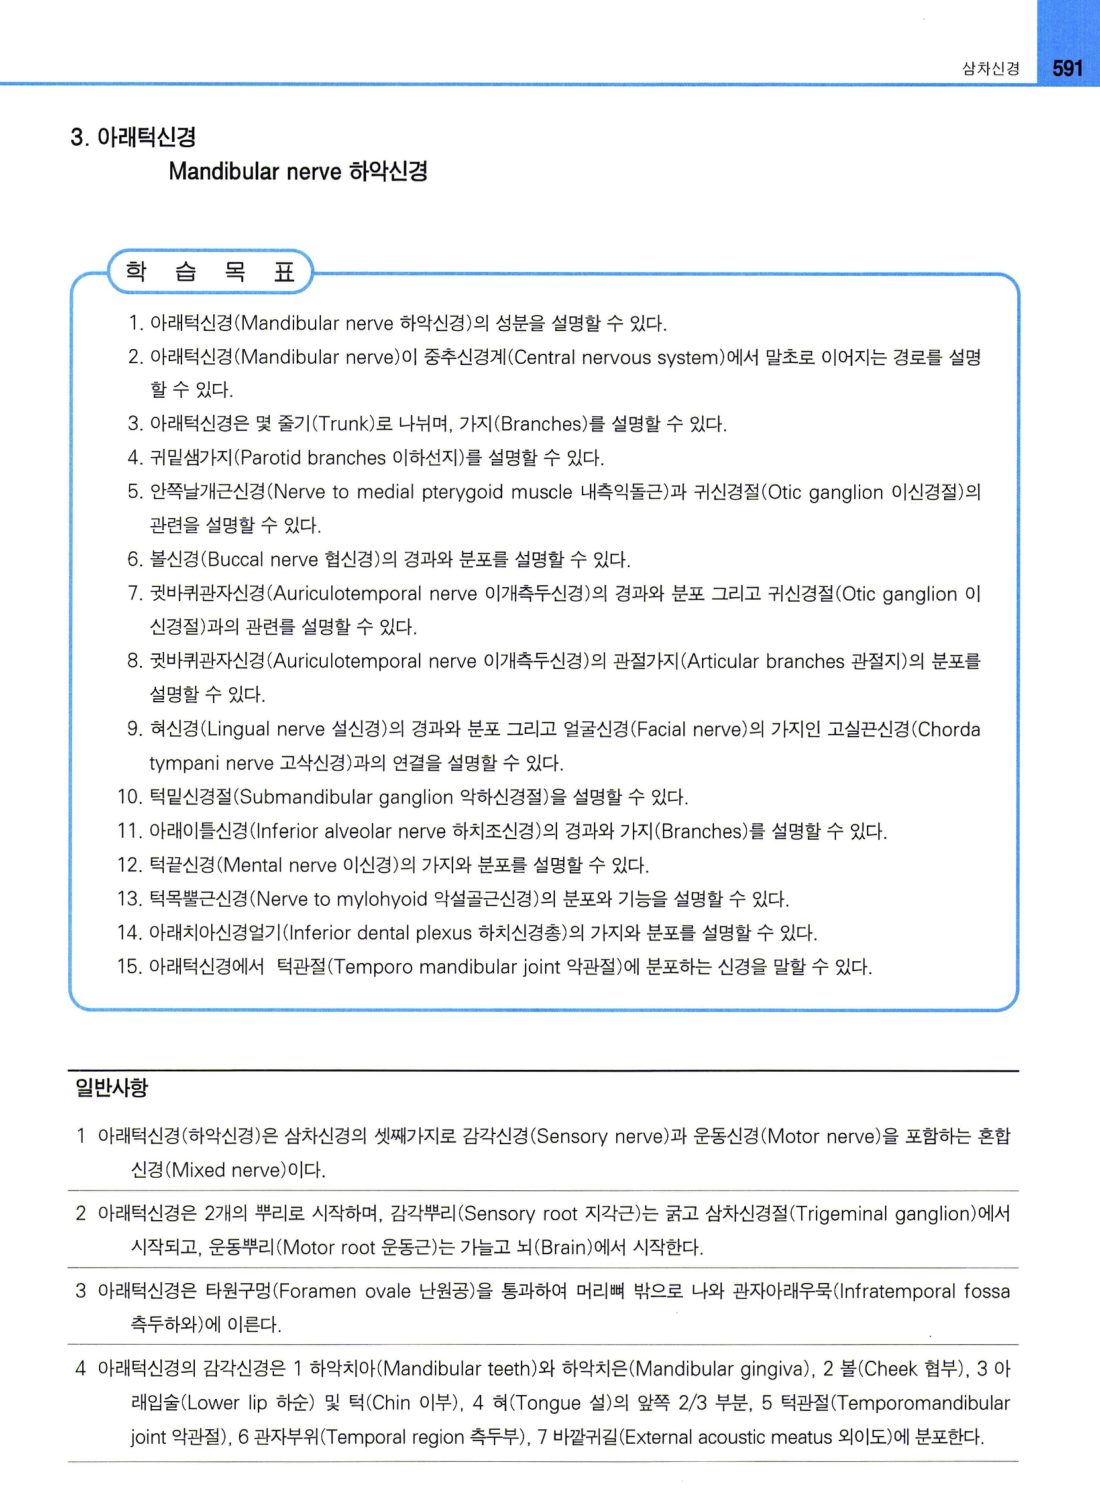 삼차신경 591
3. 아래턱신경
Mandibular nerve 하악신경
학 습 목 표
1. 아래턱신경(Mandibular nerve 하악신경)의 성분을 설명할 수 있다.
2. 아래턱신경(Mandibular nerve)이 중추신경계(Central nervous system)에서 말초로 이어지는 경로를 설명
할 수 있다.
3. 아래턱신경은 몇 줄기(Trunk)로 나뉘며, 가지(Branches)를 설명할 수 있다.
4. 귀밑샘가지(Parotid branches 이하선지)를 설명할 수 있다.
5. 안쪽날개근신경(Nerve to medial pterygoid muscle 내측익돌근)과 귀신경절(Otic ganglion 이신경절)의
관련을 설명할 수 있다.
6. 볼신경(Buccal nerve 협신경)의 경과와 분포를 설명할 수 있다.
7. 귓바퀴관자신경(Auriculotemporal nerve 이개측두신경)의 경과와 분포 그리고 귀신경절(Otic ganglion 이
신경절)과의 관련를 설명할 수 있다.
8. 귓바퀴관자신경(Auriculotemporal nerve 이개측두신경)의 관절가지(Articular branches 관절지)의 분포를
설명할 수 있다.
9. 혀신경(Lingual nerve 설신경)의 경과와 분포 그리고 얼굴신경(Facial nerve)의 가지인 고실끈신경(Chorda
tympani nerve 고삭신경)과의 연결을 설명할 수 있다.
10. 턱밑신경절(Submandibular ganglion 악하신경절)을 설명할 수 있다.
11. 아래이틀신경(Inferior alveolar nerve 하치조신경)의 경과와 가지(Branches)를 설명할 수 있다.
12. 턱끝신경(Mental nerve 이신경)의 가지와 분포를 설명할 수 있다.
13. 턱목뿔근신경(Nerve to mylohyoid 악설골근신경)의 분포와 기능을 설명할 수 있다.
14. 아래치아신경얼기(Inferior dental plexus 하치신경총)의 가지와 분포를 설명할 수 있다.
15. 아래턱신경에서 턱관절(Temporo mandibular joint 악관절)에 분포하는 신경을 말할 수 있다.
일반사항
1 아래턱신경(하악신경)은 삼차신경의 셋째가지로 감각신경(Sensory nerve)과 운동신경(Motor nerve)을 포함하는 혼합
신경(Mixed nerve)이다.
2 아래턱신경은 2개의 뿌리로 시작하며, 감각뿌리(Sensory root 지각근)는 굵고 삼차신경절(Trigeminal ganglion)에서
시작되고, 운동뿌리(Motor root 운동근)는 가늘고 뇌(Brain)에서 시작한다.
3 아래턱신경은 타원구멍(Foramen ovale 난원공)을 통과하여 머리뼈 밖으로 나와 관자아래우묵(Infratemporal fossa
측두하와)에 이른다.
4 아래턱신경의 감각신경은 1 하악치아(Mandibular teeth)와 하악치은(Mandibular gingiva), 2 볼(Cheek 협부), 3 아
래입술(Lower lip 하순) 및 턱(Chin 이부), 4 혀(Tongue 설)의 앞쪽 2/3 부분, 5 턱관절(Temporomandibular
joint 악관절), 6 관자부위(Temporal region 측두부), 7 바깥귀길(External acoustic meatus 외이도)에 분포한다.